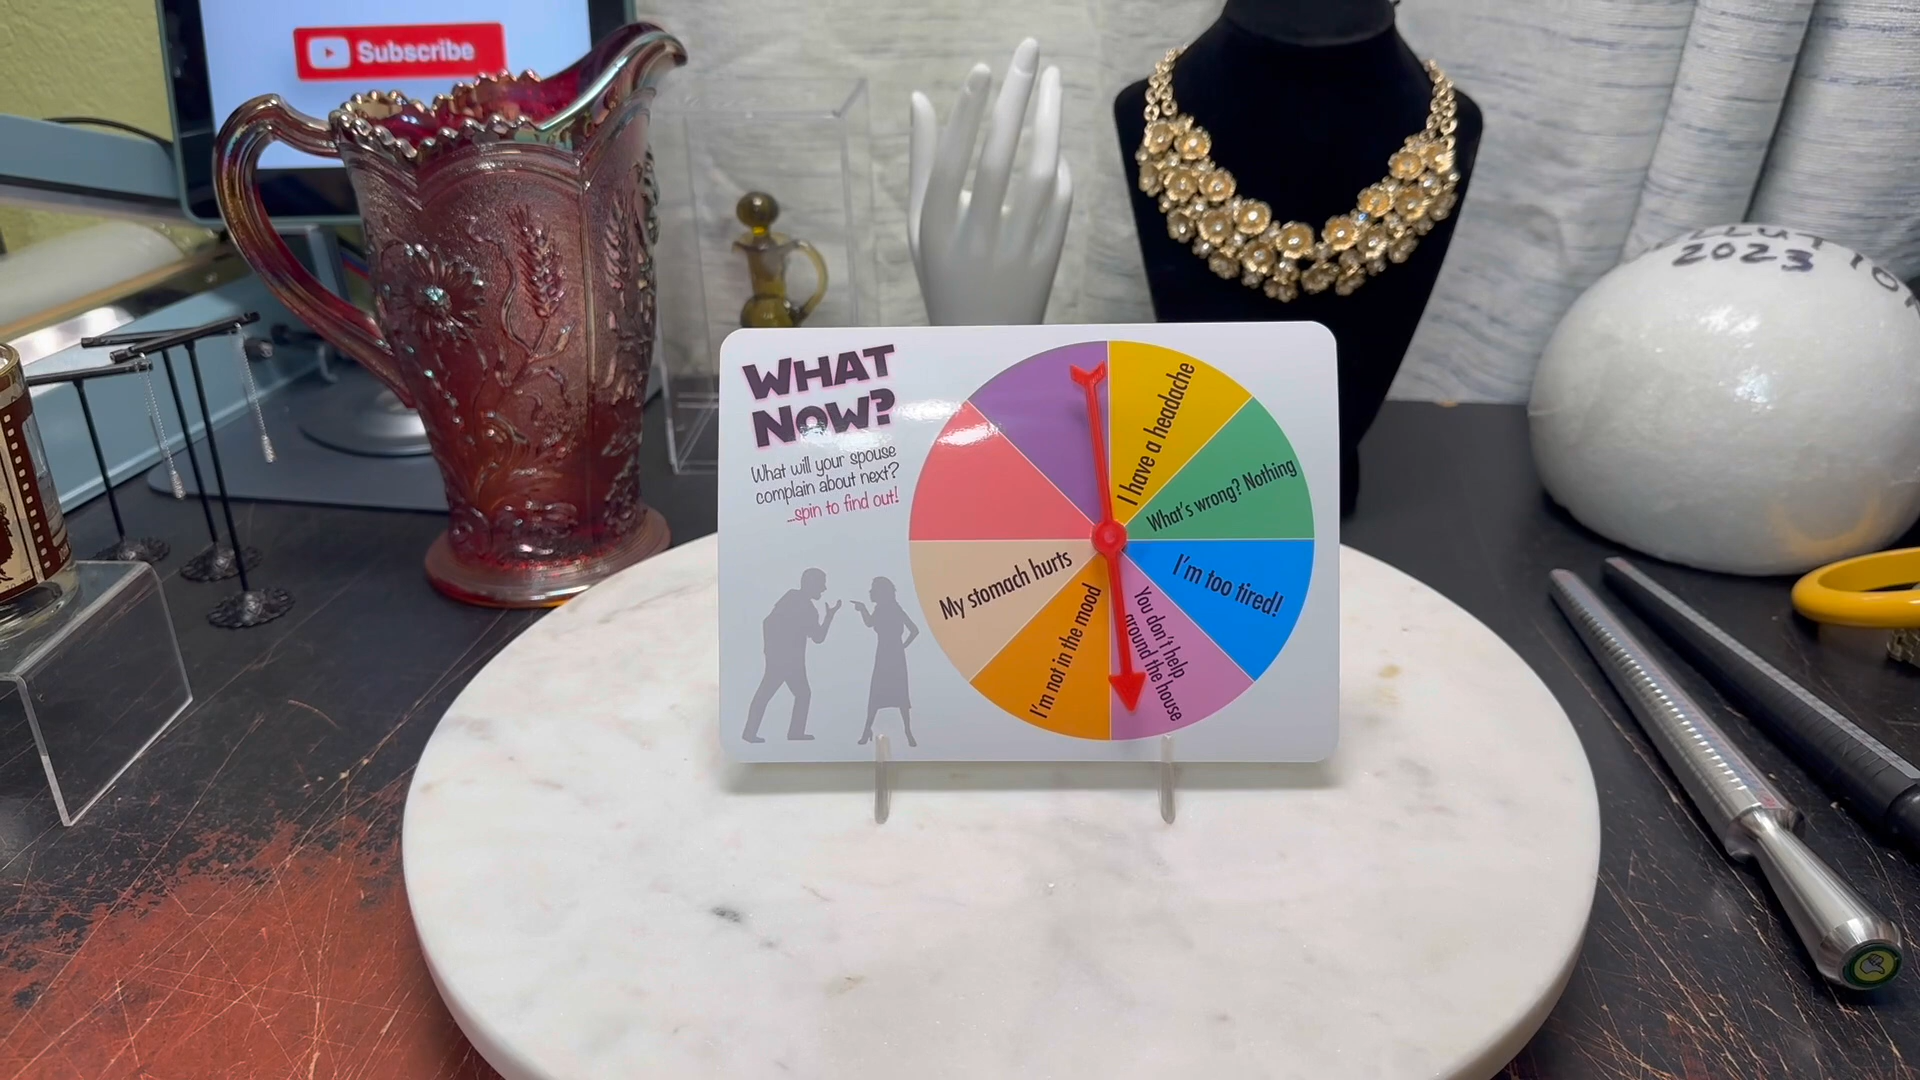 Subscribe
2023
WHAT
NOW?
What will your spouse
complain about next?
...spin to find out!
I have a headache
What's wrong? Nothing
I'm too tired!
You don't help
around the house
I'm not in the mood
My stomach hurts